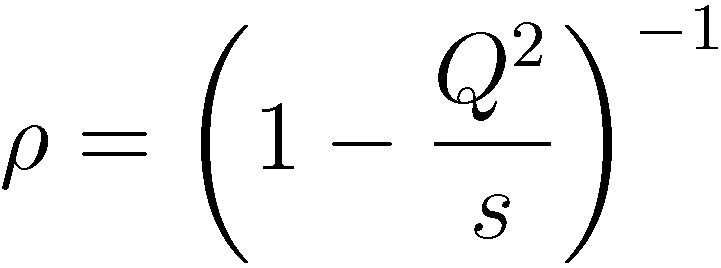 ρ = (1 − Q²/s)⁻¹